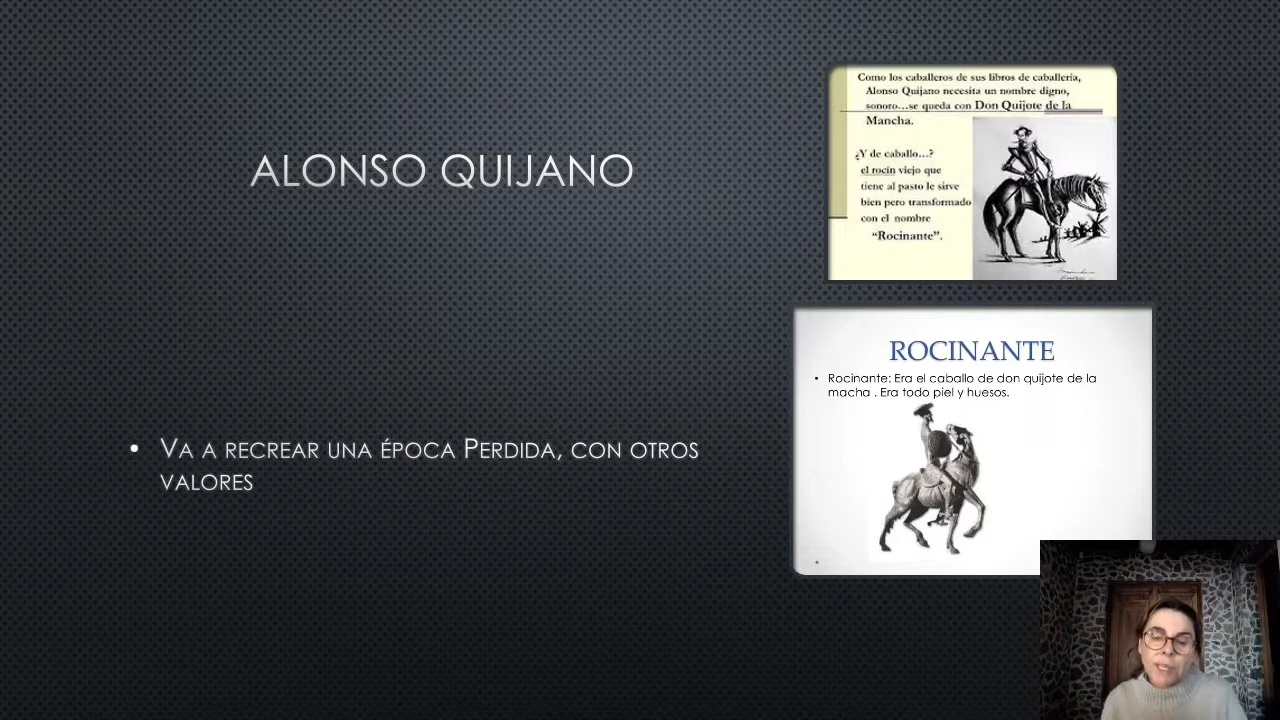 ALONSO QUIJANO
• VA A RECREAR UNA ÉPOCA PERDIDA, CON OTROS
VALORES
Como los caballeros de sus libros de caballería,
Alonso Quijano necesita un nombre digno,
sonoro...se queda con Don Quijote de la
Mancha.
¿Y de caballo...?
el rocín viejo que
tiene al pasto le sirve
bien pero transformado
con el nombre
“Rocinante”.
ROCINANTE
• Rocinante: Era el caballo de don quijote de la
macha . Era todo piel y huesos.